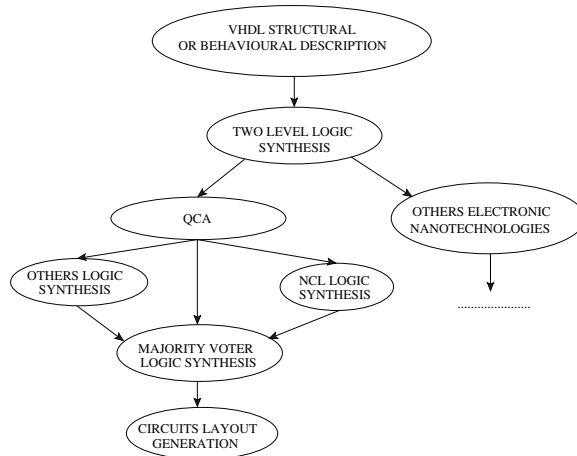 VHDL STRUCTURAL
OR BEHAVIOURAL DESCRIPTION
TWO LEVEL LOGIC
SYNTHESIS
QCA
OTHERS ELECTRONIC
NANOTECHNOLOGIES
OTHERS LOGIC
SYNTHESIS
NCL LOGIC
SYNTHESIS
.......................
MAJORITY VOTER
LOGIC SYNTHESIS
CIRCUITS LAYOUT
GENERATION